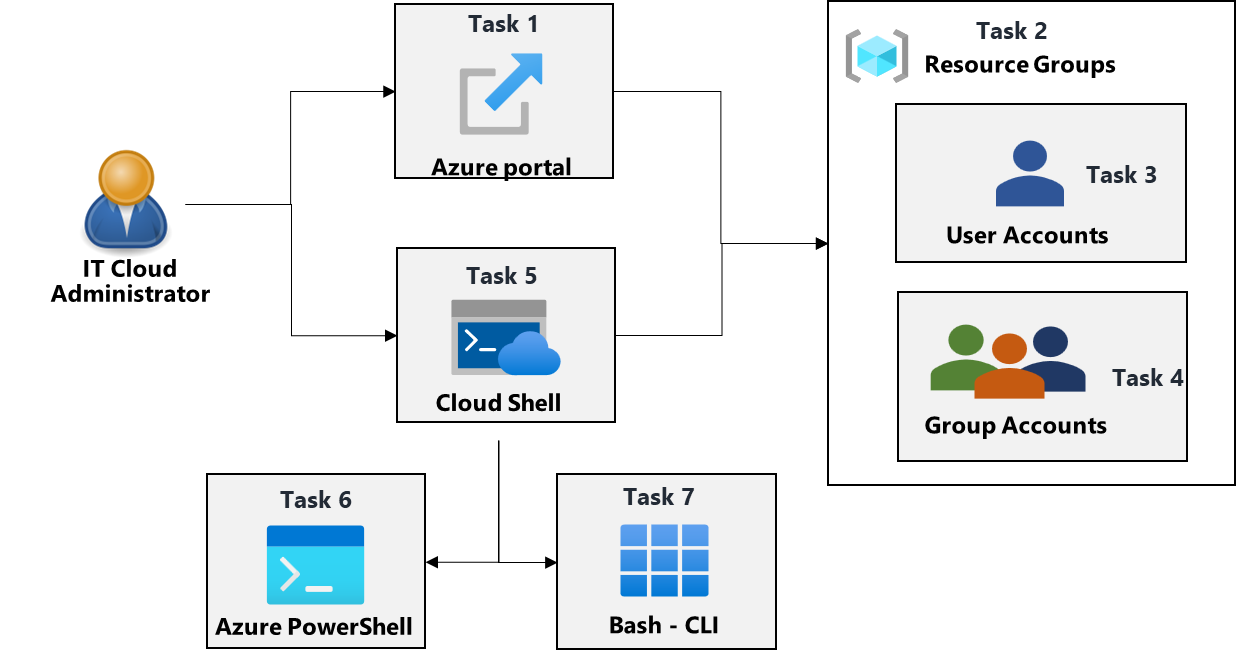 Task 1
Azure portal
Task 2
Resource Groups
Task 3
User Accounts
IT Cloud
Administrator
Task 5
Cloud Shell
Task 4
Group Accounts
Task 6
Azure PowerShell
Task 7
Bash - CLI